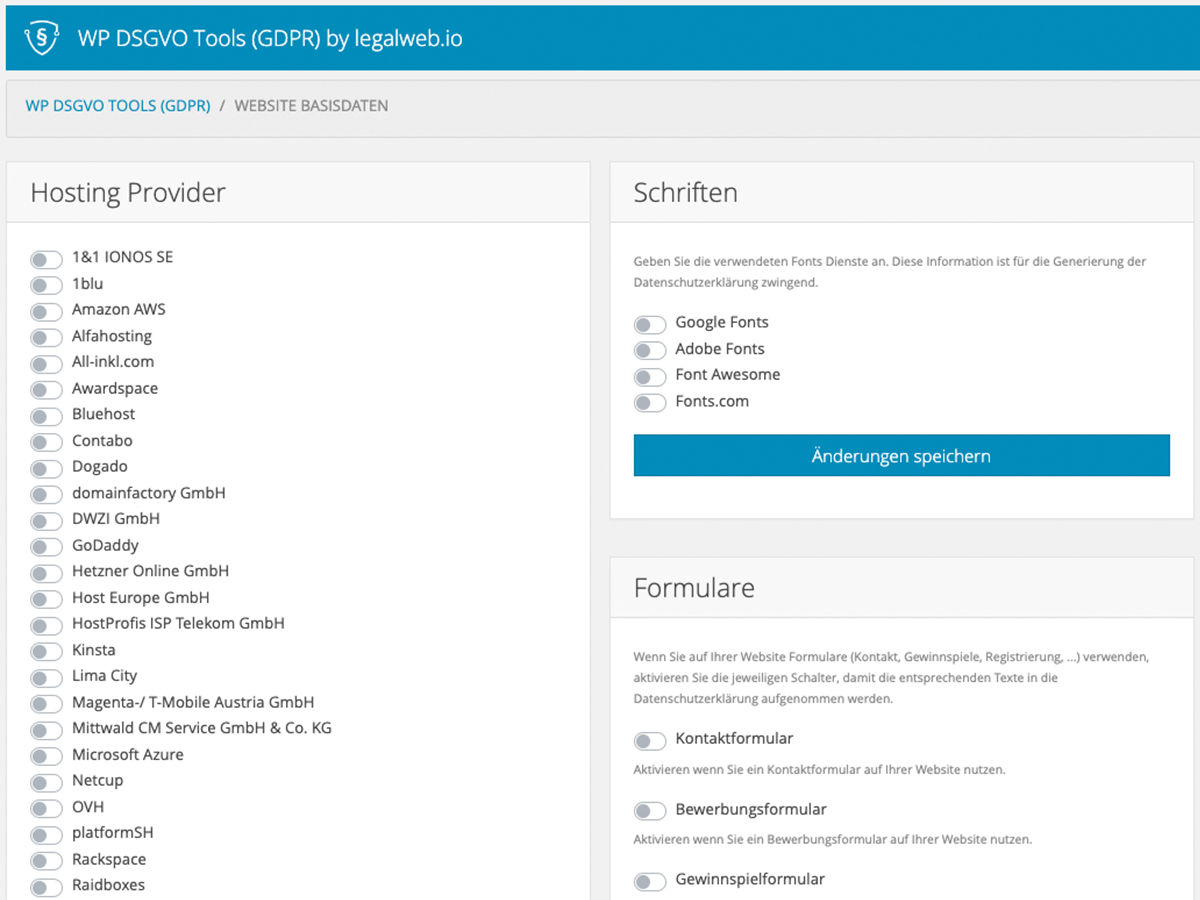 §
WP DSGVO Tools (GDPR) by legalweb.io
WP DSGVO TOOLS (GDPR) / WEBSITE BASISDATEN
Hosting Provider
1&1 IONOS SE
1blu
Amazon AWS
Alfahosting
All-inkl.com
Awardspace
Bluehost
Contabo
Dogado
domainfactory GmbH
DWZI GmbH
GoDaddy
Hetzner Online GmbH
Host Europe GmbH
HostProfis ISP Telekom GmbH
Kinsta
Lima City
Magenta-/ T-Mobile Austria GmbH
Mittwald CM Service GmbH & Co. KG
Microsoft Azure
Netcup
OVH
platformSH
Rackspace
Raidboxes
Schriften
Geben Sie die verwendeten Fonts Dienste an. Diese Information ist für die Generierung der
Datenschutzerklärung zwingend.
Google Fonts
Adobe Fonts
Font Awesome
Fonts.com
Änderungen speichern
Formulare
Wenn Sie auf Ihrer Website Formulare (Kontakt, Gewinnspiele, Registrierung, ...) verwenden,
aktivieren Sie die jeweiligen Schalter, damit die entsprechenden Texte in die
Datenschutzerklärung aufgenommen werden.
Kontaktformular
Aktivieren wenn Sie ein Kontaktformular auf Ihrer Website nutzen.
Bewerbungsformular
Aktivieren wenn Sie ein Bewerbungsformular auf Ihrer Website nutzen.
Gewinnspielformular